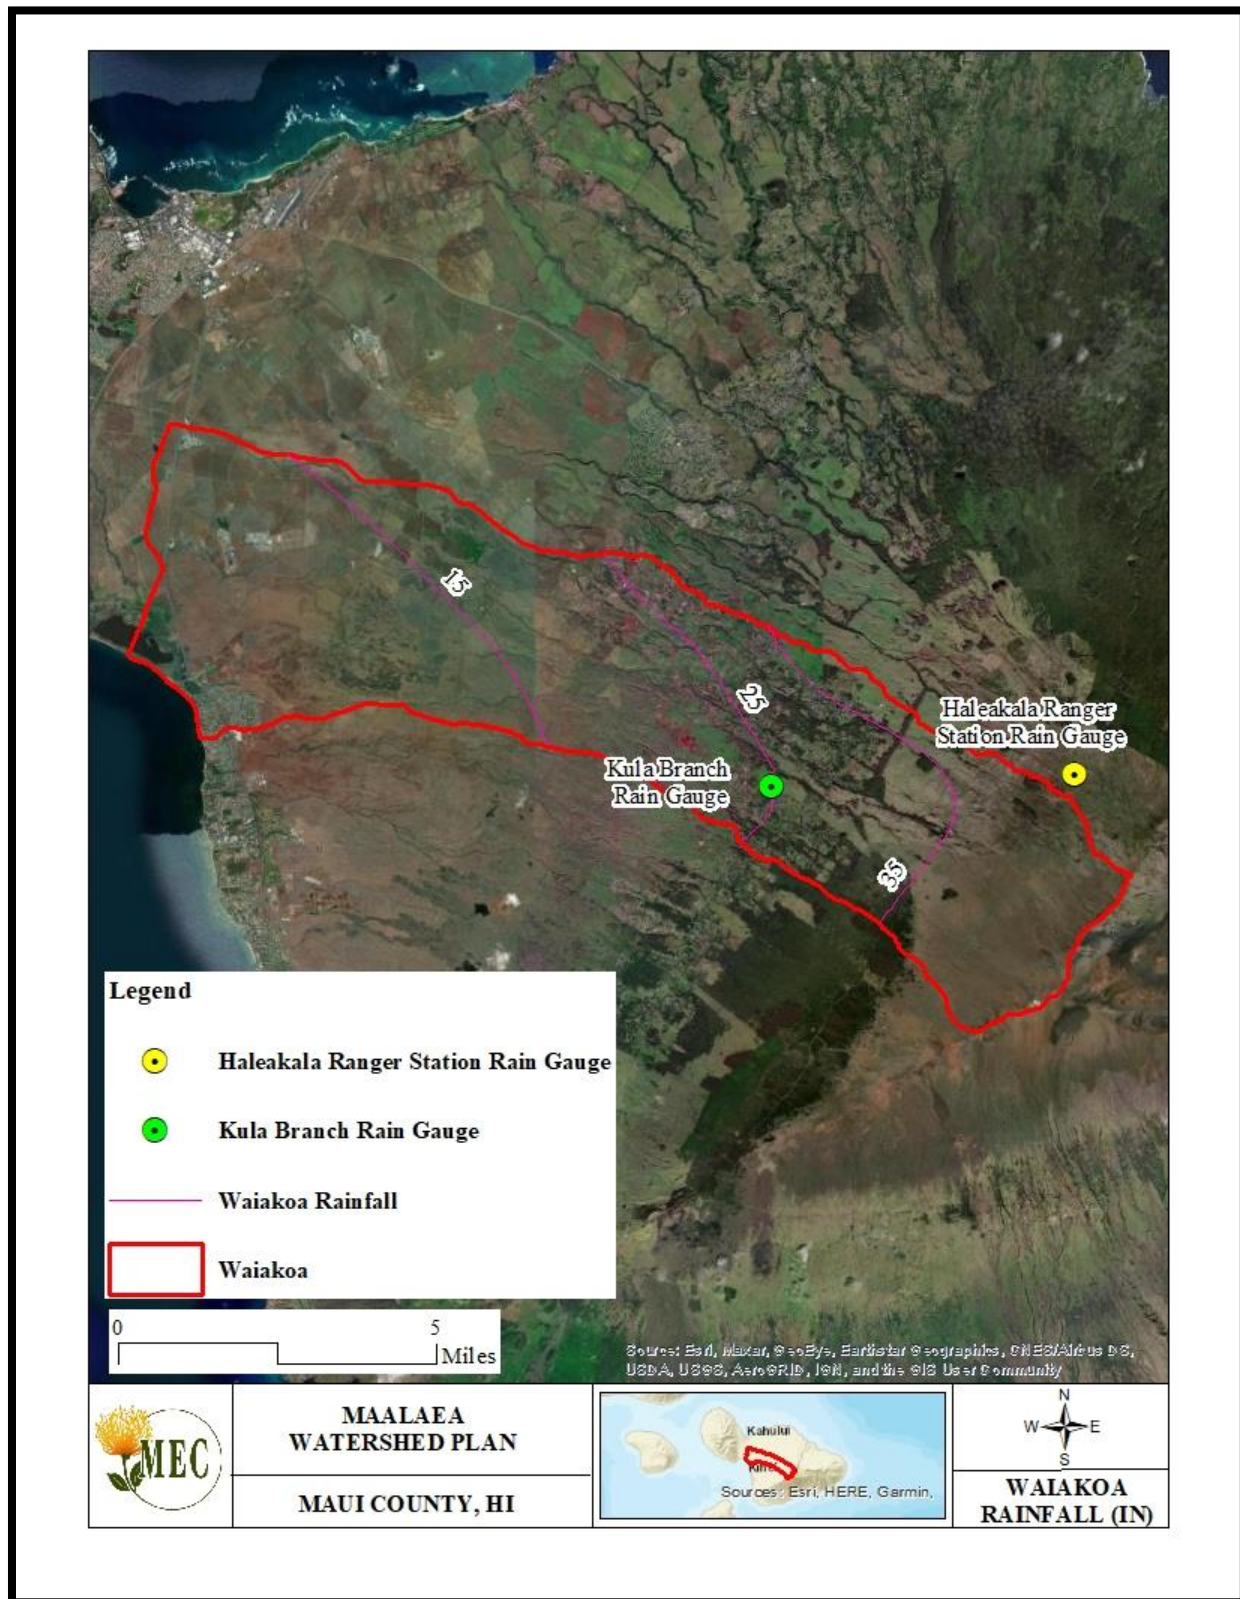 15
25
Haleakala Ranger
Station Rain Gauge
Kula Branch
Rain Gauge
35
Legend
Haleakala Ranger Station Rain Gauge
Kula Branch Rain Gauge
Waiakoa Rainfall
Waiakoa
0 5
Miles
Source: Esri, Maxar, GeoEye, Earthstar Geographics, CNES/Airbus DS,
USDA, USGS, AeroGRID, IGN, and the GIS User Community
MEC
MAALAEA
WATERSHED PLAN
MAUI COUNTY, HI
Kahului
Sources: Esri, HERE, Garmin,
N
W E
S
WAIAKOA
RAINFALL (IN)